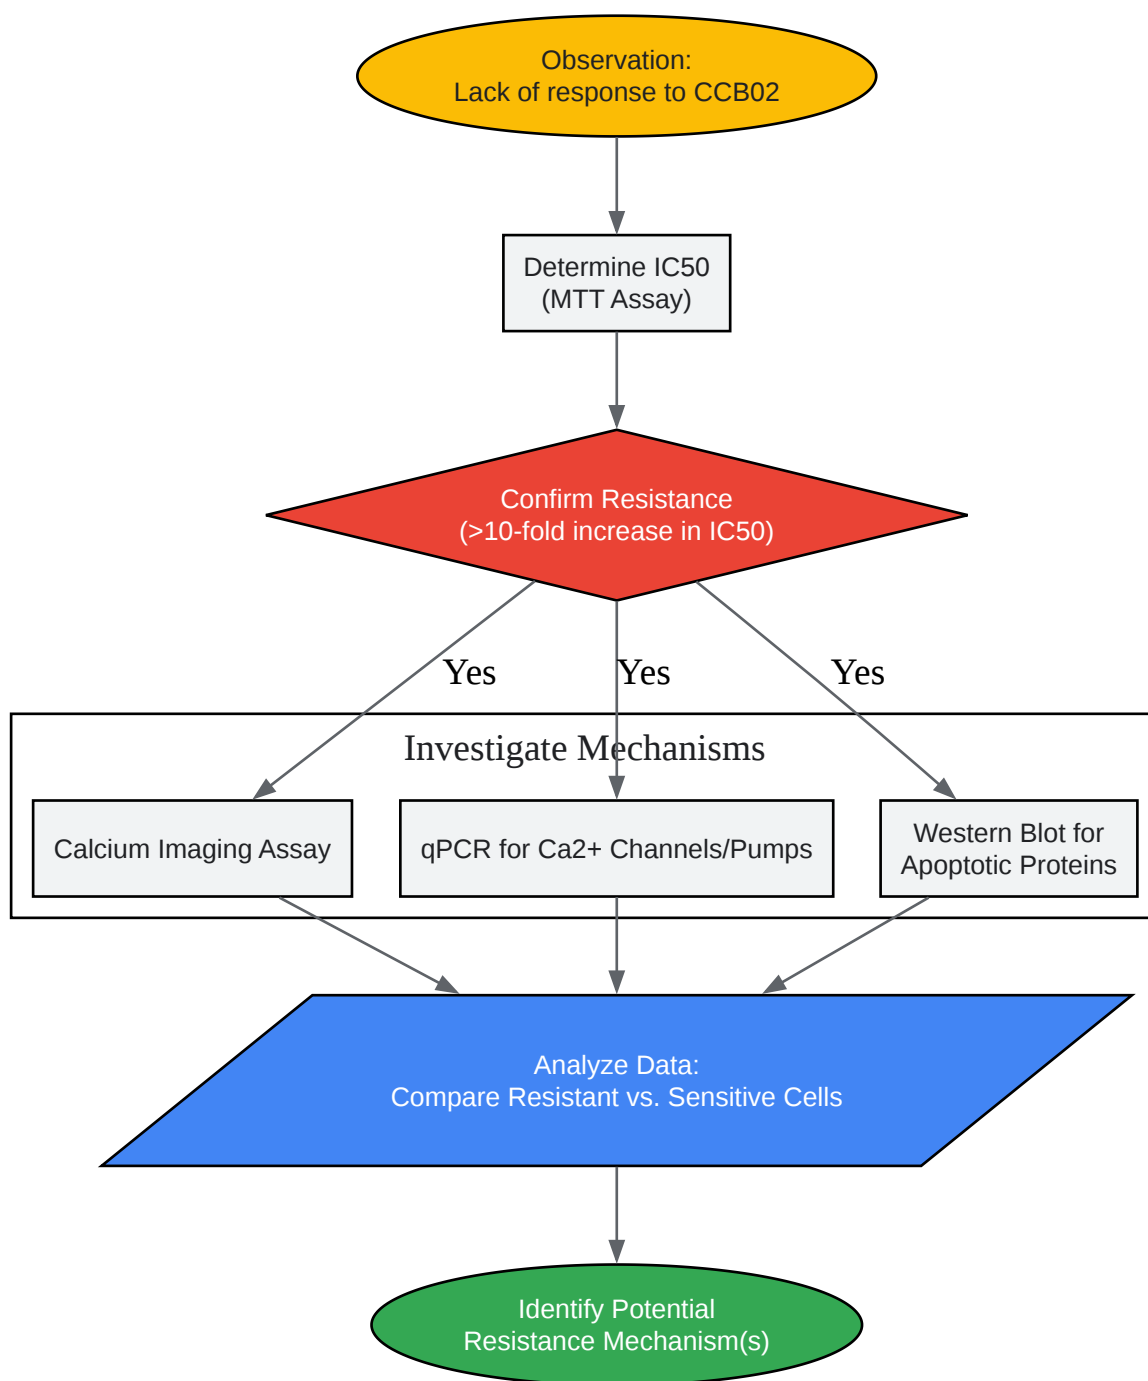 Observation:
Lack of response to CCB02
Determine IC50
(MTT Assay)
Confirm Resistance
(>10-fold increase in IC50)
Yes
Yes
Yes
Investigate Mechanisms
Calcium Imaging Assay
qPCR for Ca2+ Channels/Pumps
Western Blot for
Apoptotic Proteins
Analyze Data:
Compare Resistant vs. Sensitive Cells
Identify Potential
Resistance Mechanism(s)